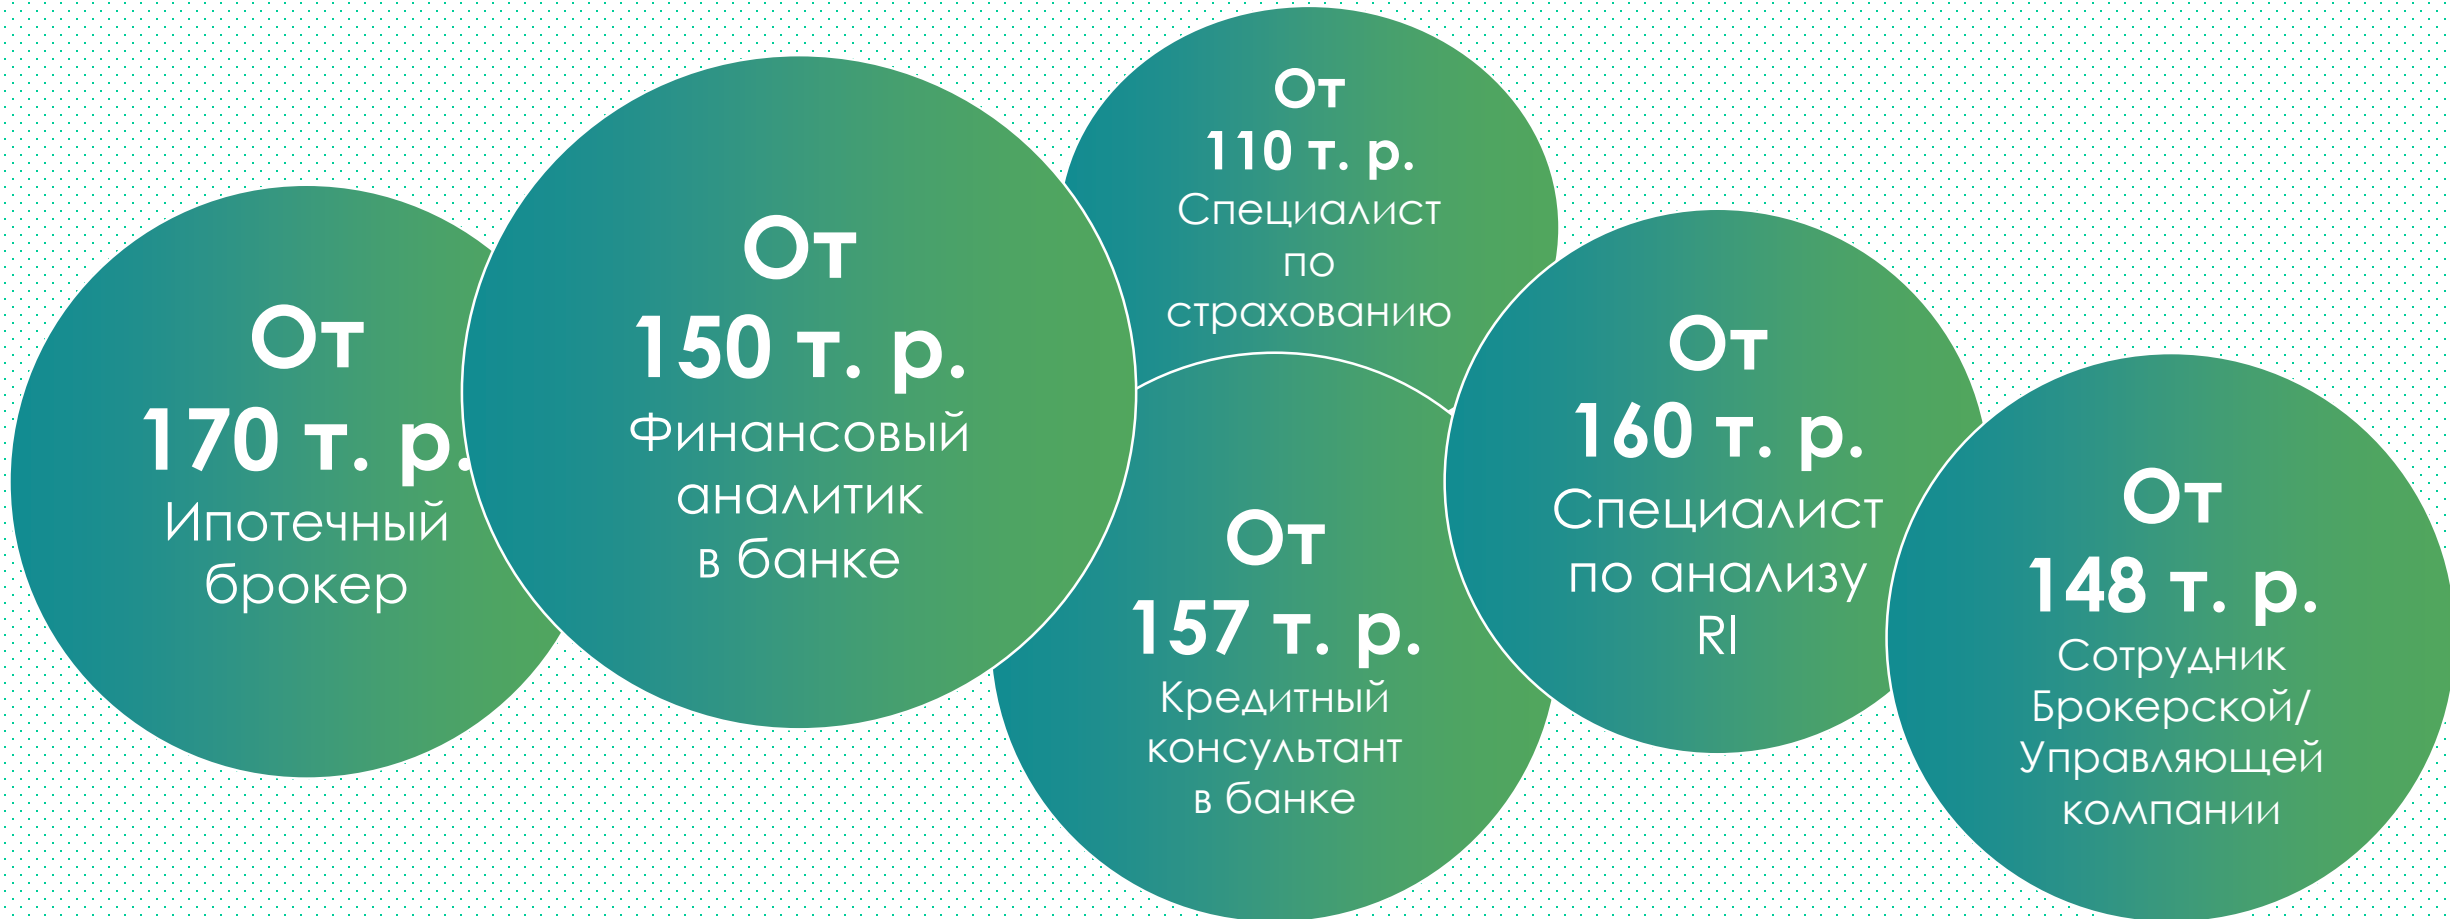 От
170 т. р.
Ипотечный
брокер
От
150 т. р.
Финансовый
аналитик
в банке
От
110 т. р.
Специалист
по
страхованию
От
157 т. р.
Кредитный
консультант
в банке
От
160 т. р.
Специалист
по анализу
RI
От
148 т. р.
Сотрудник
Брокерской/
Управляющей
компании